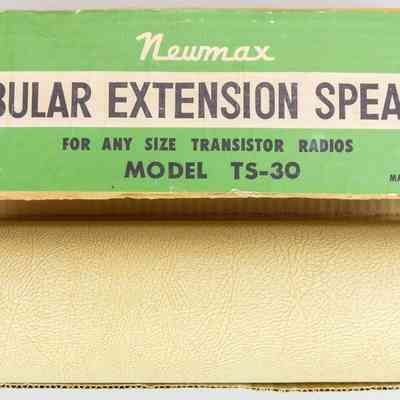 Newmax
BULAR EXTENSION SPEA
FOR ANY SIZE TRANSISTOR RADIOS
MODEL TS-30
MA